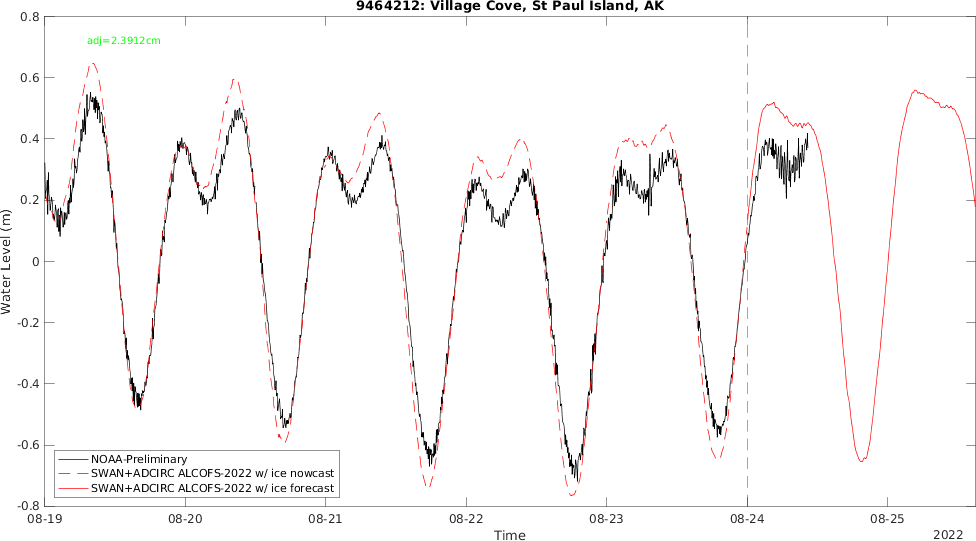 9464212: Village Cove, St Paul Island, AK
adj=2.3912cm
Water Level (m)
0.8
0.6
0.4
0.2
0
-0.2
-0.4
-0.6
-0.8
NOAA-Preliminary
SWAN+ADCIRC ALCOFS-2022 w/ ice nowcast
SWAN+ADCIRC ALCOFS-2022 w/ ice forecast
08-19 08-20 08-21 08-22 08-23 08-24 08-25
Time
2022